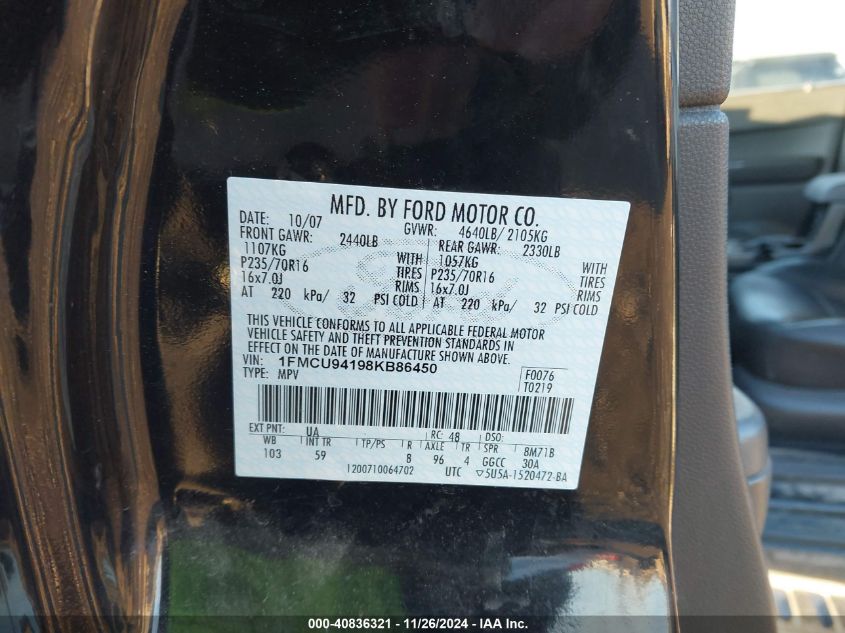 MFD. BY FORD MOTOR CO.
DATE: 10/07 GVWR: 4640LB/ 2105KG
FRONT GAWR: 2440LB REAR GAWR: 2330LB
1107KG WITH 1057KG WITH
P235/70R16 TIRES P235/70R16 TIRES
16x7.0J RIMS 16x7.0J RIMS
AT 220 kPa/ 32 PSI COLD AT 220 kPa/ 32 PSI COLD
THIS VEHICLE CONFORMS TO ALL APPLICABLE FEDERAL MOTOR
VEHICLE SAFETY AND THEFT PREVENTION STANDARDS IN
EFFECT ON THE DATE OF MANUFACTURE SHOWN ABOVE.
VIN: 1FMCU94198KB86450 F0076
TYPE: MPV T0219
EXT PNT: UA RC: 48 DSO:
WB INT TR TP/PS R AXLE TR SPR 8M71B
103 59 B 96 4 GGCC 30A
1200710064702 UTC ▽5U5A-1520472-BA
000-40836321 - 11/26/2024 - IAA Inc.